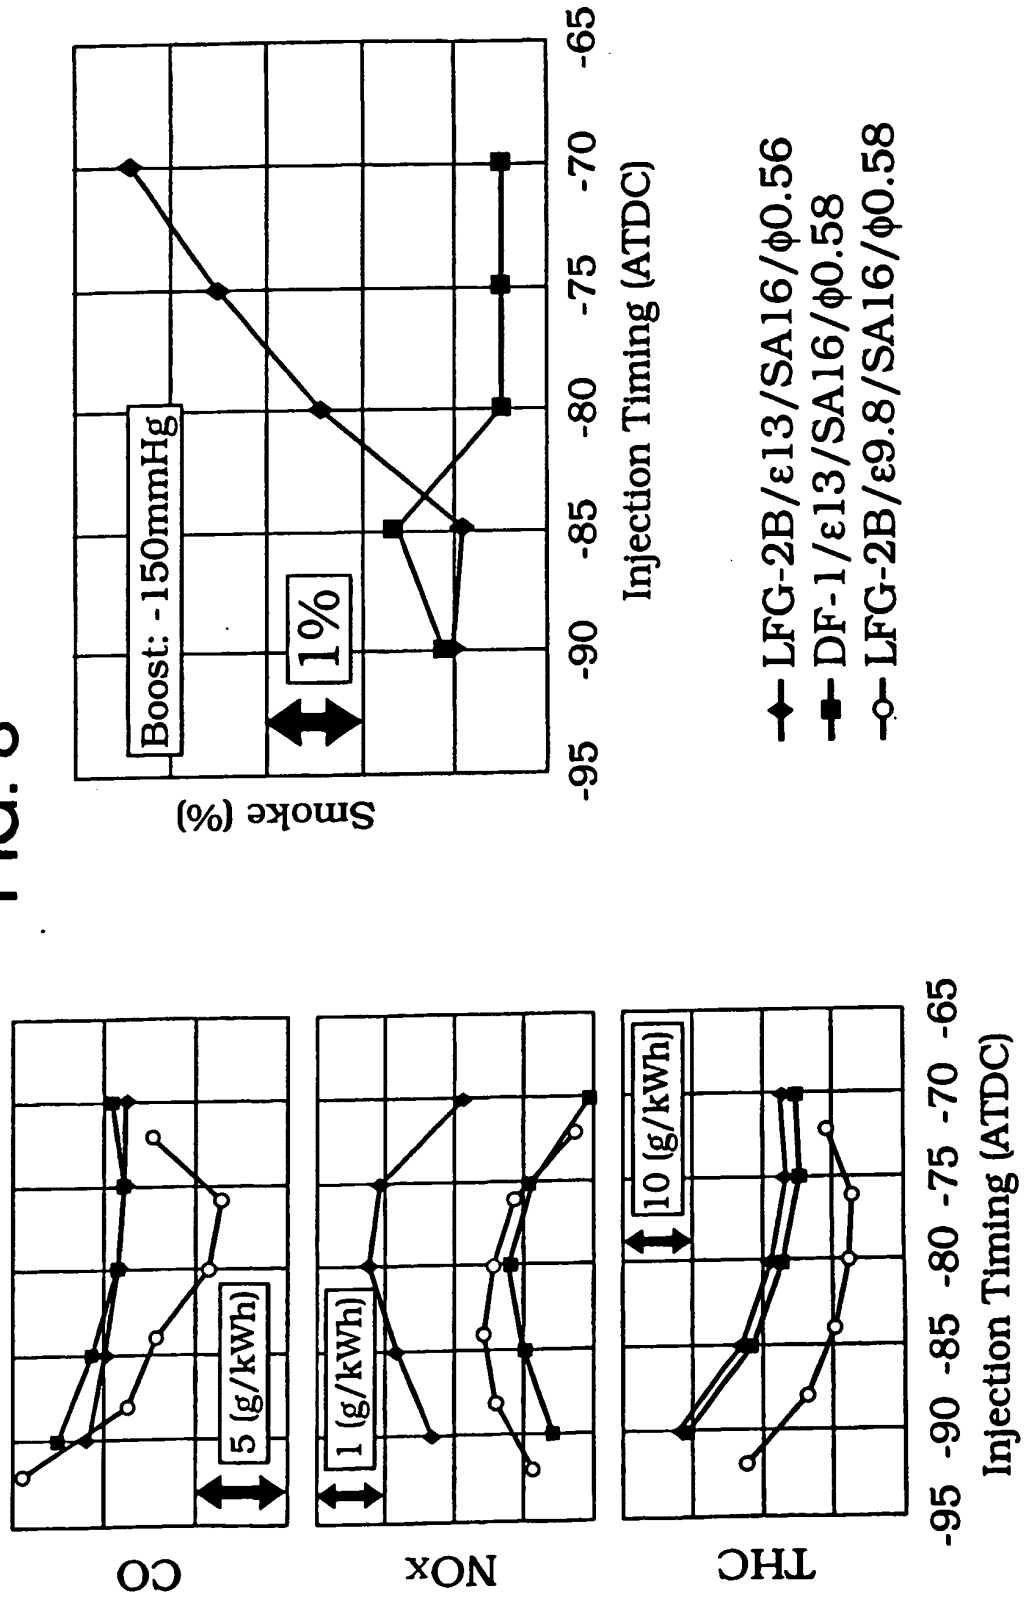 FIG. 8
CO
5 (g/kWh)
NOx
1 (g/kWh)
THC
10 (g/kWh)
-95 -90 -85 -80 -75 -70 -65
Injection Timing (ATDC)
Smoke (%)
Boost: -150mmHg
1%
-95 -90 -85 -80 -75 -70 -65
Injection Timing (ATDC)
LFG-2B/ε13/SA16/ϕ0.56
DF-1/ε13/SA16/ϕ0.58
LFG-2B/ε9.8/SA16/ϕ0.58